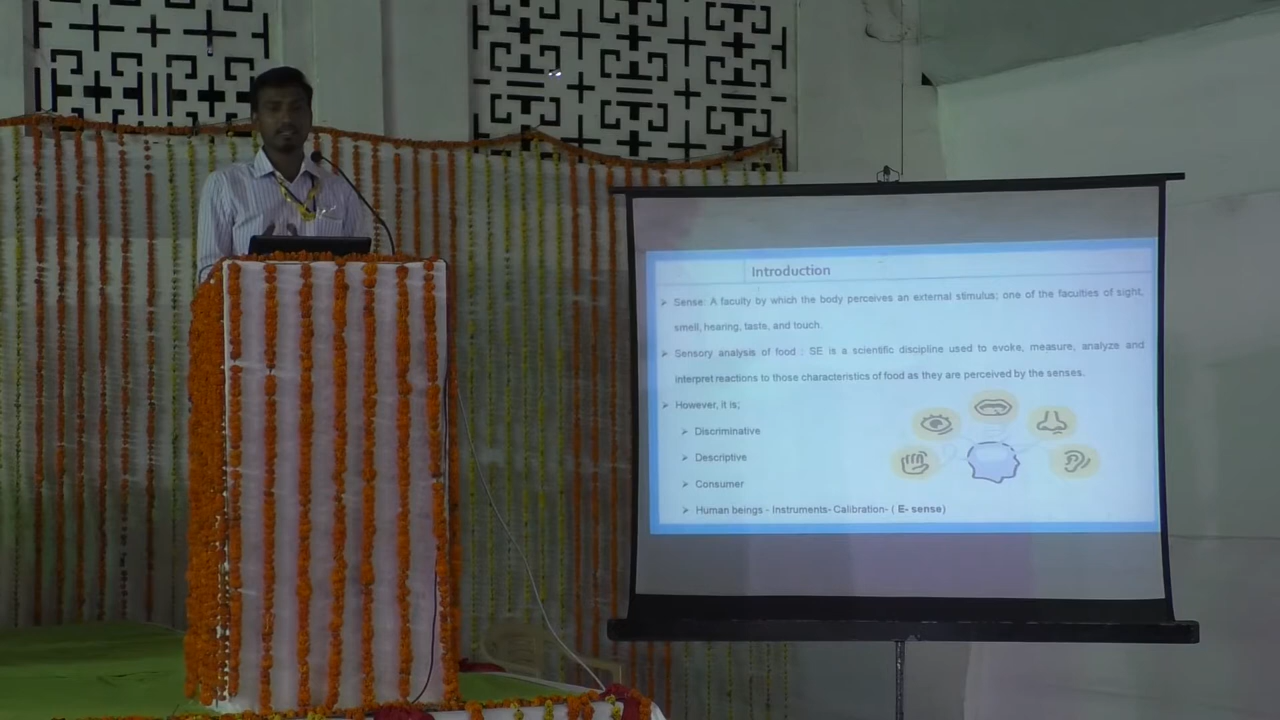 Introduction
➢ Sense: A faculty by which the body perceives an external stimulus; one of the faculties of sight,
smell, hearing, taste, and touch.
➢ Sensory analysis of food : SE is a scientific discipline used to evoke, measure, analyze and
interpret reactions to those characteristics of food as they are perceived by the senses.
➢ However, it is;
➢ Discriminative
➢ Descriptive
➢ Consumer
➢ Human beings - Instruments- Calibration- ( E- sense)